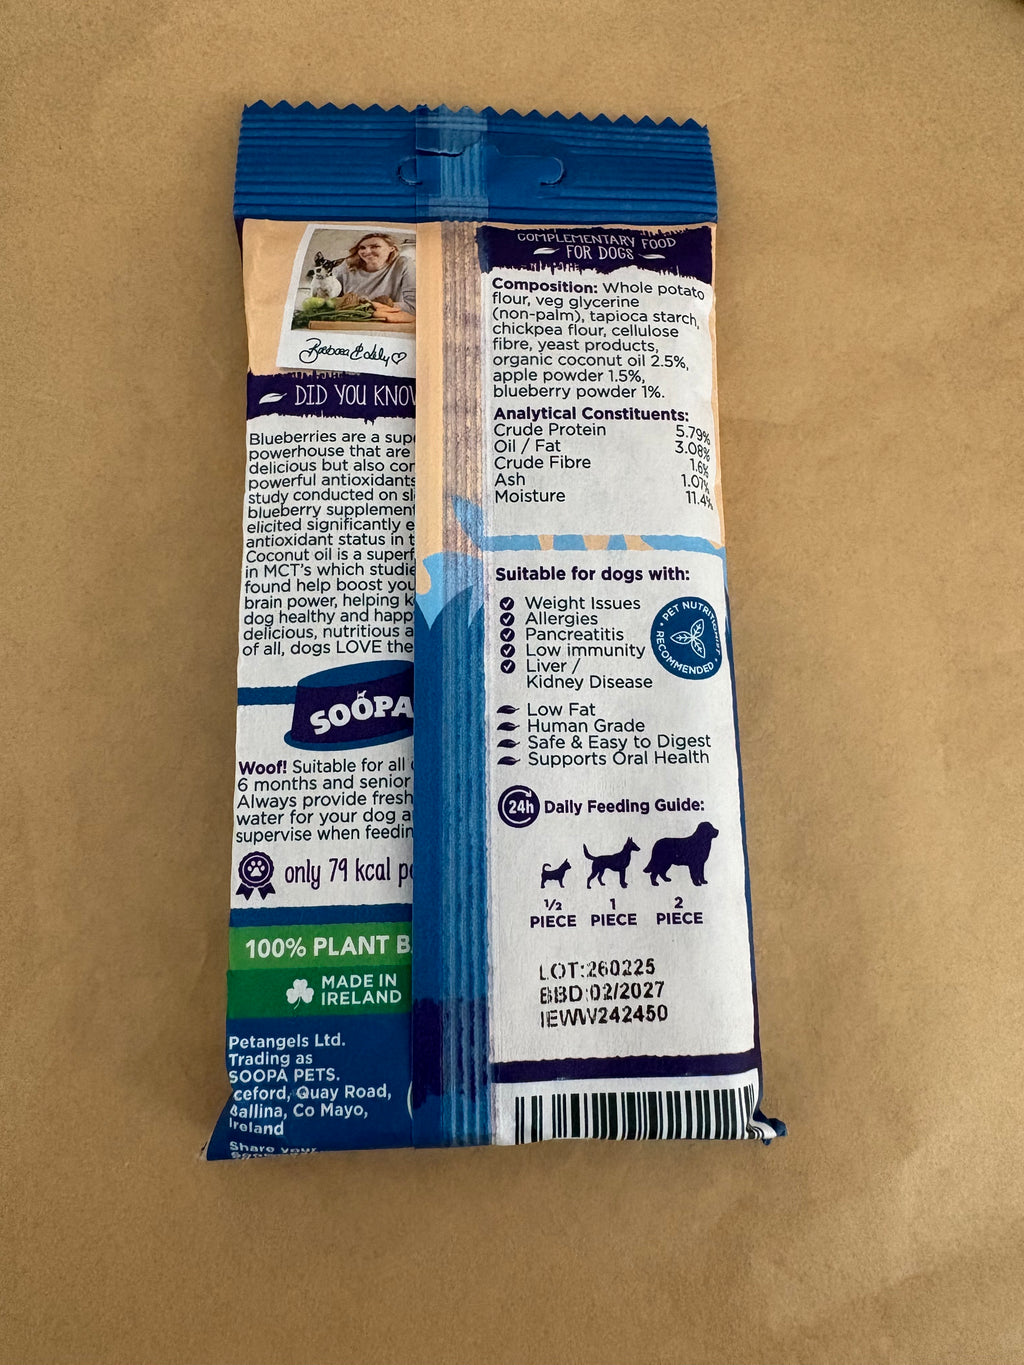 Barbara & Lolly
DID YOU KNOW
Blueberries are a
powerhouse that are
delicious but also
powerful antioxidants
study conducted on
blueberry
elicited significantly
antioxidant status in
Coconut oil is a
in MCT's which
found help boost
brain power, helping
dog healthy and
delicious, nutritious
of all, dogs LOVE
SOOPA
Woof! Suitable for all
6 months and senior
Always provide fresh
water for your dog
supervise when
only 79 kcal
100% PLANT
MADE IN
IRELAND
Petangels Ltd.
Trading as
SOOPA PETS.
ceford, Quay Road,
Ballina, Co Mayo,
Ireland
Share your
COMPLEMENTARY FOOD
FOR DOGS
Composition: Whole potato
flour, veg glycerine
(non-palm), tapioca starch,
chickpea flour, cellulose
fibre, yeast products,
organic coconut oil 2.5%,
apple powder 1.5%,
blueberry powder 1%.
Analytical Constituents:
Crude Protein 5.79%
Oil / Fat 3.08%
Crude Fibre 1.6%
Ash 1.07%
Moisture 11.4%
Suitable for dogs with:
Weight Issues
Allergies
Pancreatitis
Low immunity
Liver /
Kidney Disease
PET NUTRITIONIST
RECOMMENDED
Low Fat
Human Grade
Safe & Easy to Digest
Supports Oral Health
24h Daily Feeding Guide:
1/2 1 2
PIECE PIECE PIECE
LOT:260225
BBD:02/2027
IEWW242450